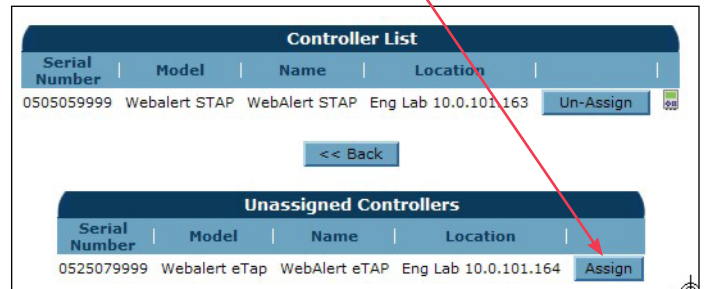 Controller List
Serial Number | Model | Name | Location | |
0505059999 Webalert STAP WebAlert STAP Eng Lab 10.0.101.163 Un-Assign
<< Back
Unassigned Controllers
Serial Number | Model | Name | Location |
0525079999 Webalert eTap WebAlert eTAP Eng Lab 10.0.101.164 Assign